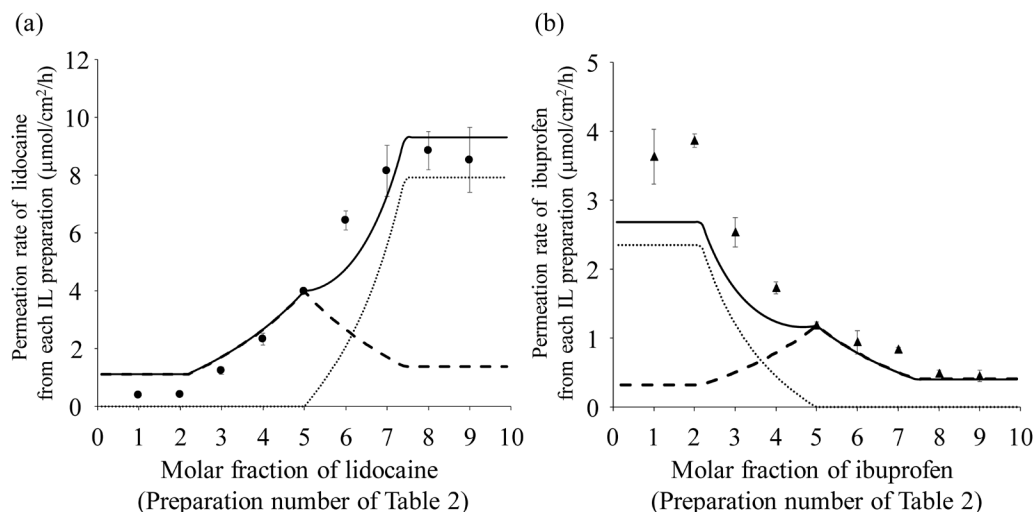 (a)
Permeation rate of lidocaine
from each IL preparation (μmol/cm²/h)
14
12
10
8
6
4
2
0
0 1 2 3 4 5 6 7 8 9 10
Molar fraction of lidocaine
(Preparation number of Table 2)
(b)
Permeation rate of ibuprofen
from each IL preparation (μmol/cm²/h)
5
4
3
2
1
0
0 1 2 3 4 5 6 7 8 9 10
Molar fraction of ibuprofen
(Preparation number of Table 2)